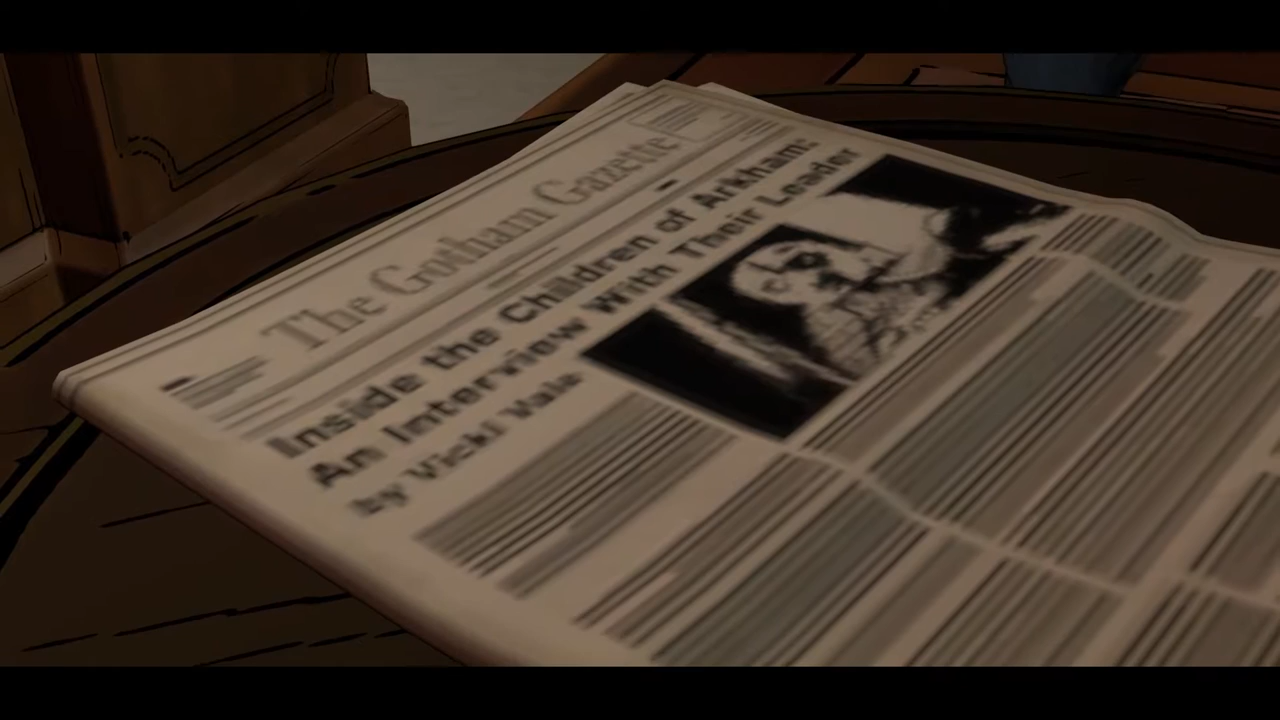 The Gotham Gazette
Inside the Children of Arkham:
An Interview With Their Leader
by Vicki Vale